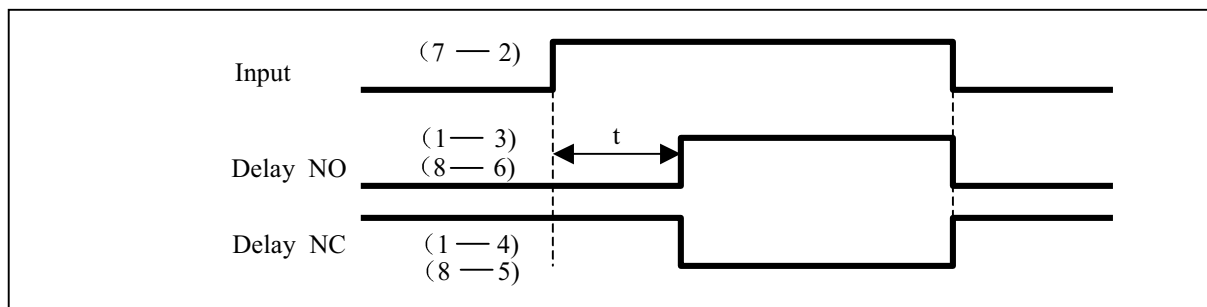 （7 — 2)
Input
（1 — 3)
t
Delay NO
（8 — 6)
Delay NC
（1 — 4)
（8 — 5)